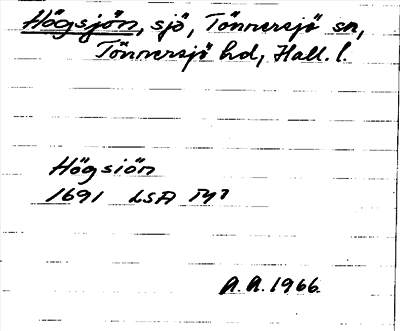 Högsjön, sjö, Tönnersjö sn,
Tönnersjö hd, Hall. l.
Högsiön
1691 LSA
A.A. 1966.